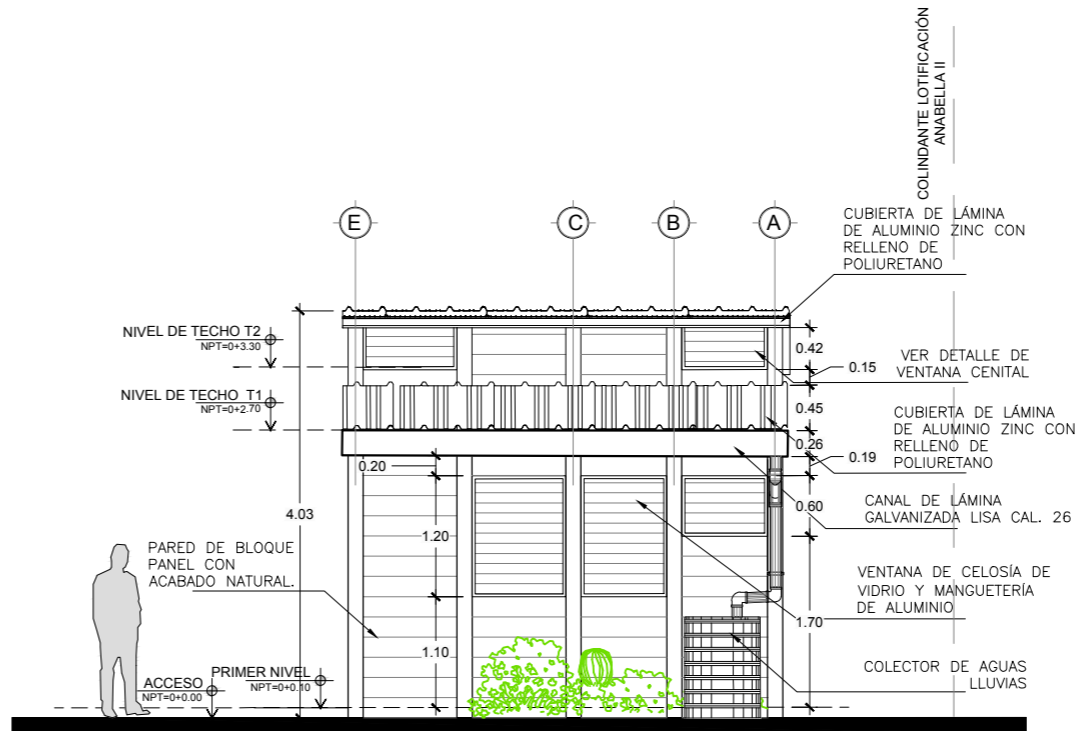 COLINDANTE LOTIFICACIÓN
ANABELLA II
E
C
B
A
CUBIERTA DE LÁMINA
DE ALUMINIO ZINC CON
RELLENO DE
POLIURETANO
NIVEL DE TECHO T2
NPT=0+3.30
0.42
0.15
VER DETALLE DE
VENTANA CENITAL
NIVEL DE TECHO T1
NPT=0+2.70
0.45
0.26
0.19
CUBIERTA DE LÁMINA
DE ALUMINIO ZINC CON
RELLENO DE
POLIURETANO
0.20
0.60
CANAL DE LÁMINA
GALVANIZADA LISA CAL. 26
4.03
1.20
PARED DE BLOQUE
PANEL CON
ACABADO NATURAL.
VENTANA DE CELOSÍA DE
VIDRIO Y MANGUETERÍA
DE ALUMINIO
1.70
1.10
COLECTOR DE AGUAS
LLUVIAS
PRIMER NIVEL
NPT=0+0.10
ACCESO
NPT=0+0.00